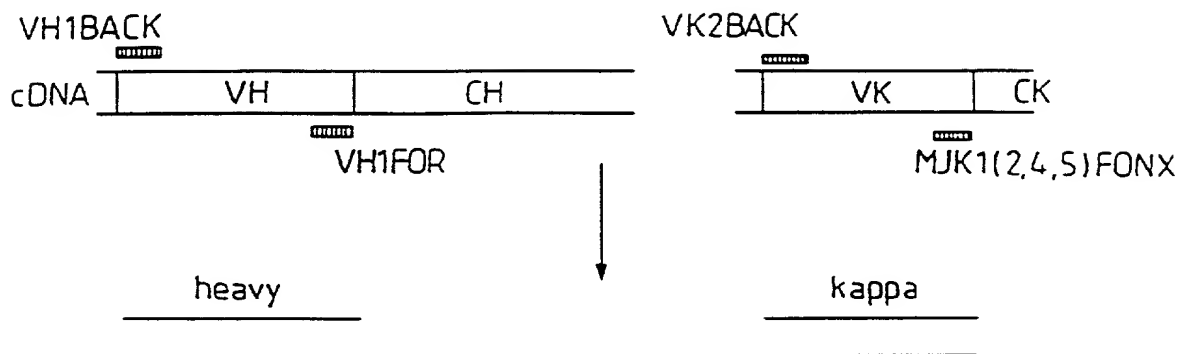 VH1BACK
VK2BACK
cDNA VH CH VK CK
VH1FOR
MJK1(2,4,5)FONX
heavy kappa